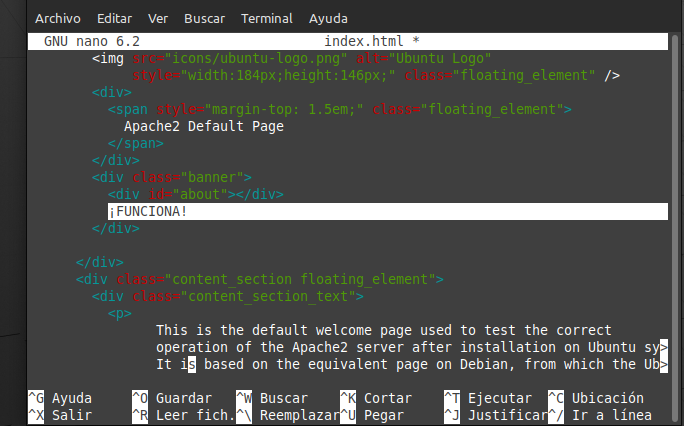 Archivo Editar Ver Buscar Terminal Ayuda
GNU nano 6.2 index.html *
<img src="icons/ubuntu-logo.png" alt="Ubuntu Logo"
style="width:184px;height:146px;" class="floating_element" />
<div>
<span style="margin-top: 1.5em;" class="floating_element">
Apache2 Default Page
</span>
</div>
<div class="banner">
<div id="about"></div>
¡FUNCIONA!
</div>
</div>
<div class="content_section floating_element">
<div class="content_section_text">
<p>
This is the default welcome page used to test the correct
operation of the Apache2 server after installation on Ubuntu sy>
It is based on the equivalent page on Debian, from which the Ub>
^G Ayuda ^O Guardar ^W Buscar ^K Cortar ^T Ejecutar ^C Ubicación
^X Salir ^R Leer fich. ^\ Reemplazar ^U Pegar ^J Justificar ^/ Ir a línea